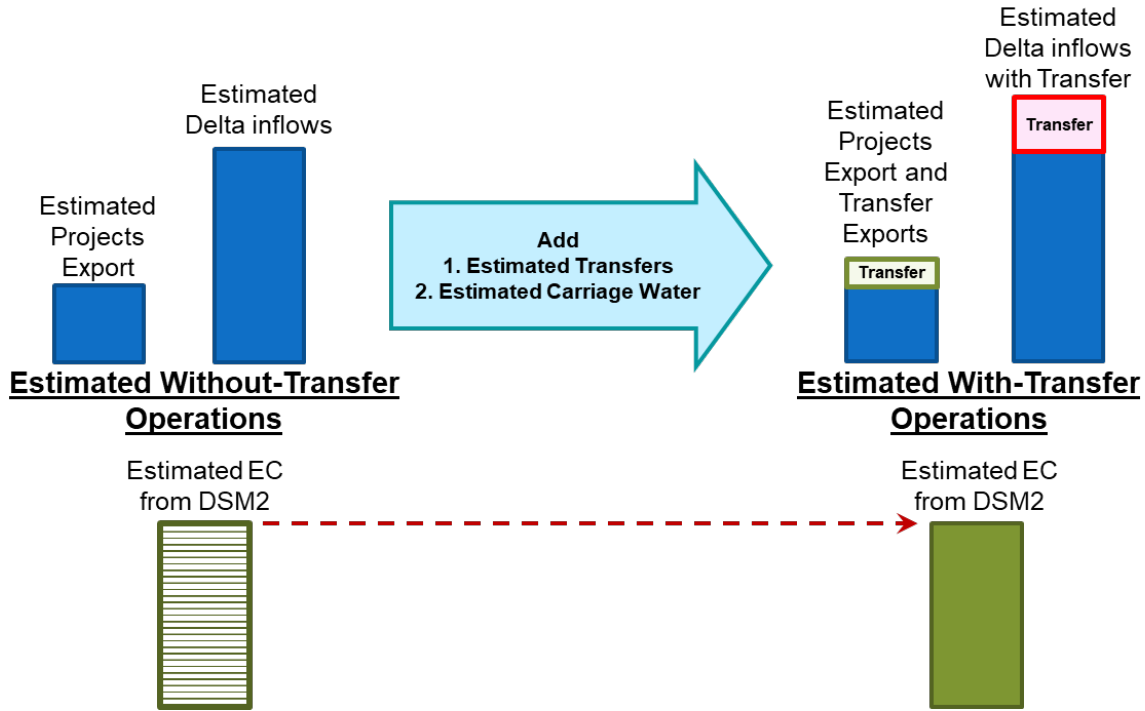 Estimated
Delta inflows
Estimated
Projects
Export
Estimated Without-Transfer
Operations
Add
1. Estimated Transfers
2. Estimated Carriage Water
Estimated
Delta inflows
with Transfer
Transfer
Estimated
Projects
Export and
Transfer
Exports
Transfer
Estimated With-Transfer
Operations
Estimated EC
from DSM2
Estimated EC
from DSM2